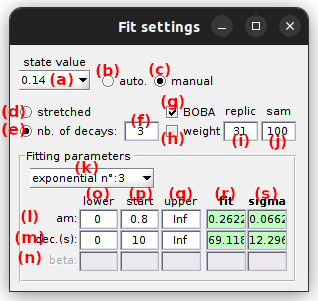 Fit settings
state value
0.14 (a) (b) auto. (c) manual
(d) stretched (g) BOBA replic sam
(e) nb. of decays: (f) 3 (h) weight 31 100
(i) (j)
Fitting parameters
(k)
exponential n°:3
(o) (p) (q) (r) (s)
lower start upper fit sigma
(l) am: 0 0.8 Inf 0.2622 0.0662
(m) dec.(s): 0 10 Inf 69.118 12.296
(n) beta: